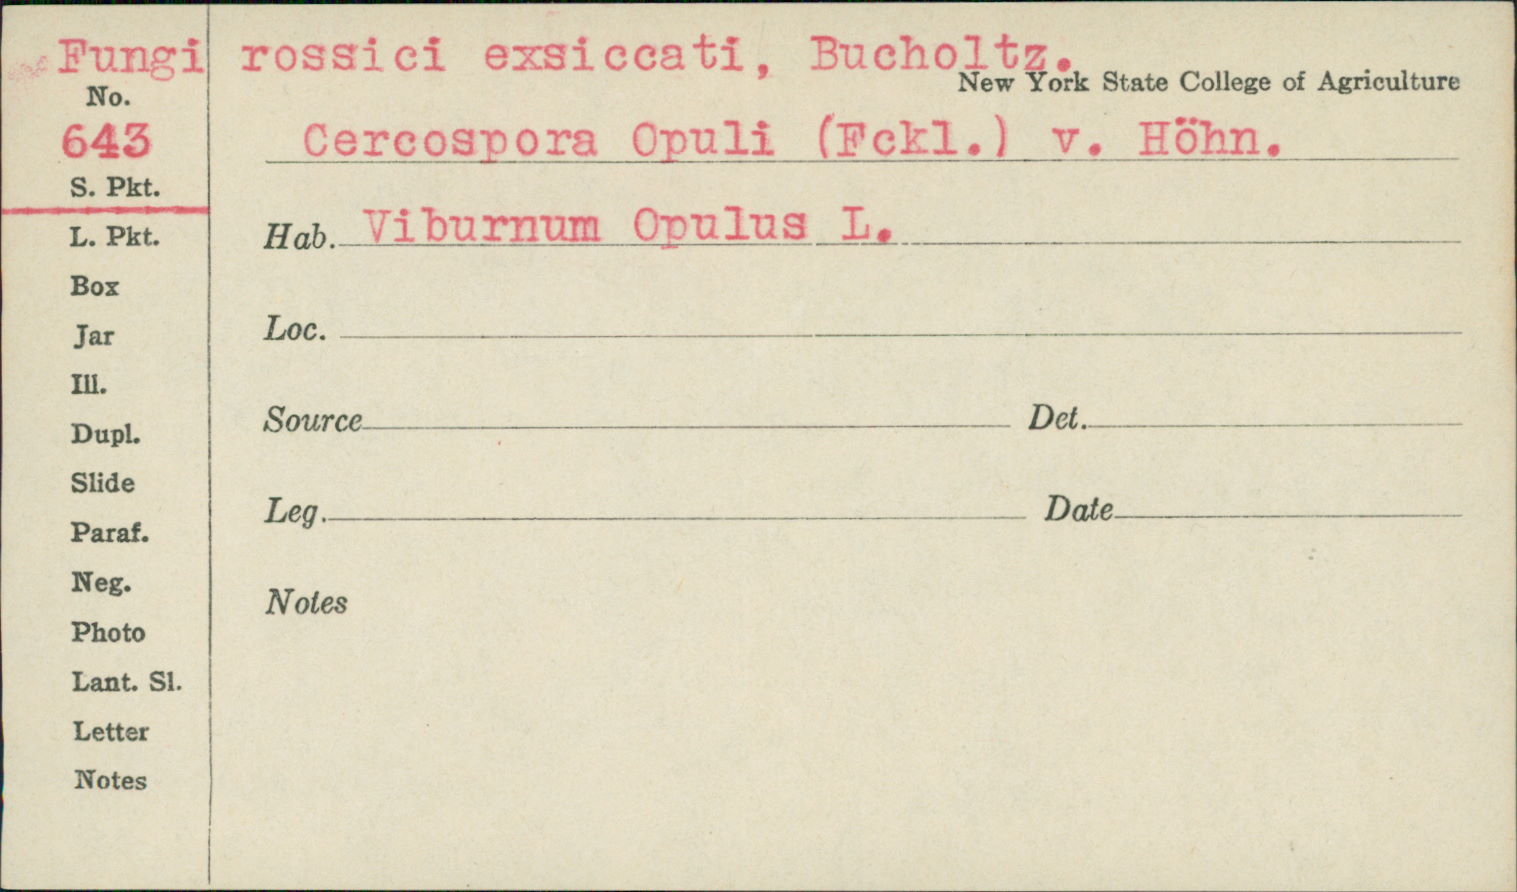 Fungi rossici exsiccati, Bucholtz.
New York State College of Agriculture
No.
643
Cercospora Opuli (Fckl.) v. Höhn.
S. Pkt.
L. Pkt.
Hab. Viburnum Opulus L.
Box
Jar
Loc.
Ill.
Dupl.
Source Det.
Slide
Paraf.
Leg. Date
Neg.
Notes
Photo
Lant. Sl.
Letter
Notes